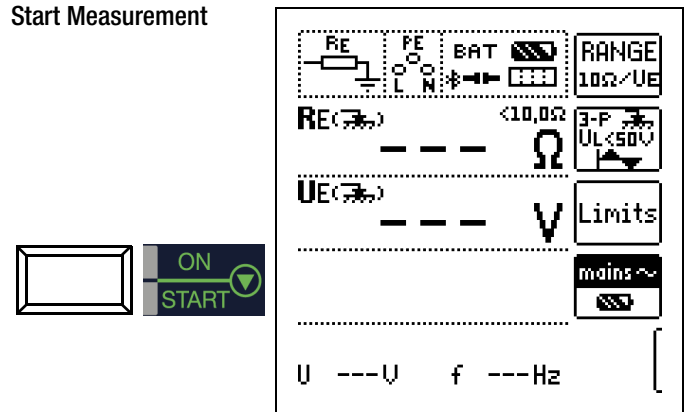 Start Measurement
RE PE BAT RANGE
L N 10Ω/UE
RE( ) <10,0Ω 3-P
--- Ω UL<50V
UE( )
--- V Limits
ON mains~
START
U ---V f ---Hz